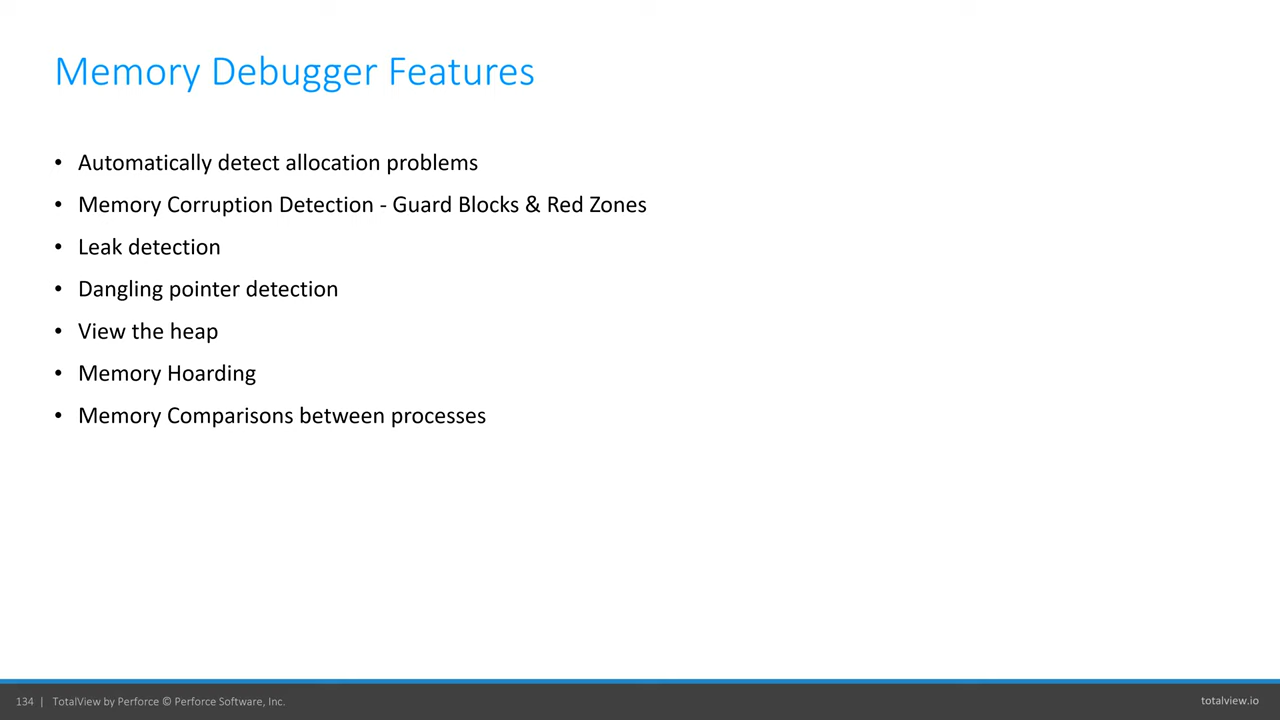 Memory Debugger Features
• Automatically detect allocation problems
• Memory Corruption Detection - Guard Blocks & Red Zones
• Leak detection
• Dangling pointer detection
• View the heap
• Memory Hoarding
• Memory Comparisons between processes
134 | TotalView by Perforce © Perforce Software, Inc.
totalview.io